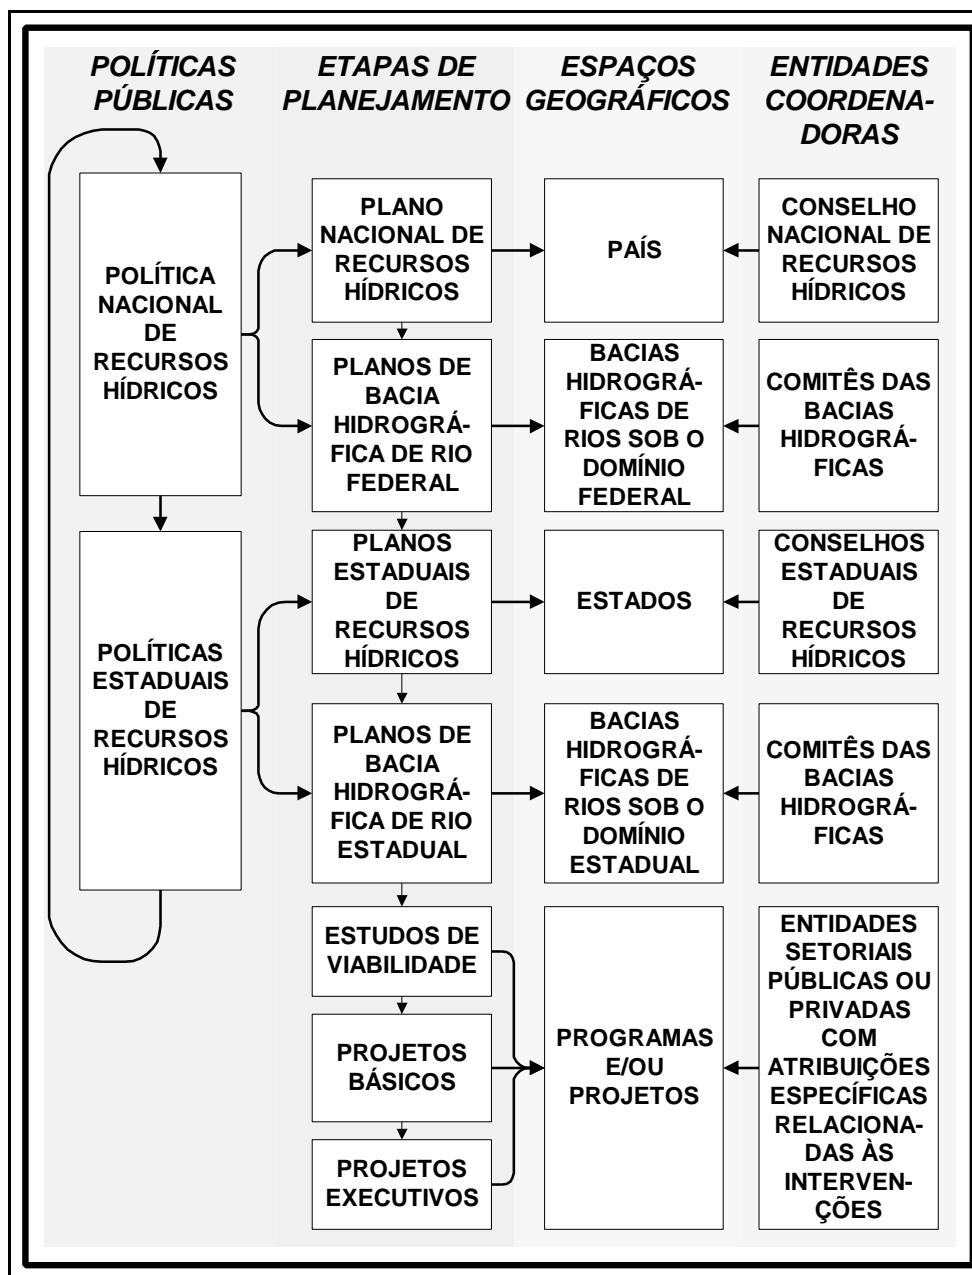 POLÍTICAS
PÚBLICAS
ETAPAS DE
PLANEJAMENTO
ESPAÇOS
GEOGRÁFICOS
ENTIDADES
COORDENA-
DORAS
POLÍTICA
NACIONAL
DE
RECURSOS
HÍDRICOS
PLANO
NACIONAL DE
RECURSOS
HÍDRICOS
PAÍS
CONSELHO
NACIONAL DE
RECURSOS
HÍDRICOS
PLANOS DE
BACIA
HIDROGRÁ-
FICA DE RIO
FEDERAL
BACIAS
HIDROGRÁ-
FICAS DE
RIOS SOB O
DOMÍNIO
FEDERAL
COMITÊS DAS
BACIAS
HIDROGRÁ-
FICAS
POLÍTICAS
ESTADUAIS
DE
RECURSOS
HÍDRICOS
PLANOS
ESTADUAIS
DE
RECURSOS
HÍDRICOS
ESTADOS
CONSELHOS
ESTADUAIS
DE
RECURSOS
HÍDRICOS
PLANOS DE
BACIA
HIDROGRÁ-
FICA DE RIO
ESTADUAL
BACIAS
HIDROGRÁ-
FICAS DE
RIOS SOB O
DOMÍNIO
ESTADUAL
COMITÊS DAS
BACIAS
HIDROGRÁ-
FICAS
ESTUDOS DE
VIABILIDADE
PROJETOS
BÁSICOS
PROJETOS
EXECUTIVOS
PROGRAMAS
E/OU
PROJETOS
ENTIDADES
SETORIAIS
PÚBLICAS OU
PRIVADAS
COM
ATRIBUIÇÕES
ESPECÍFICAS
RELACIONA-
DAS ÀS
INTERVEN-
ÇÕES